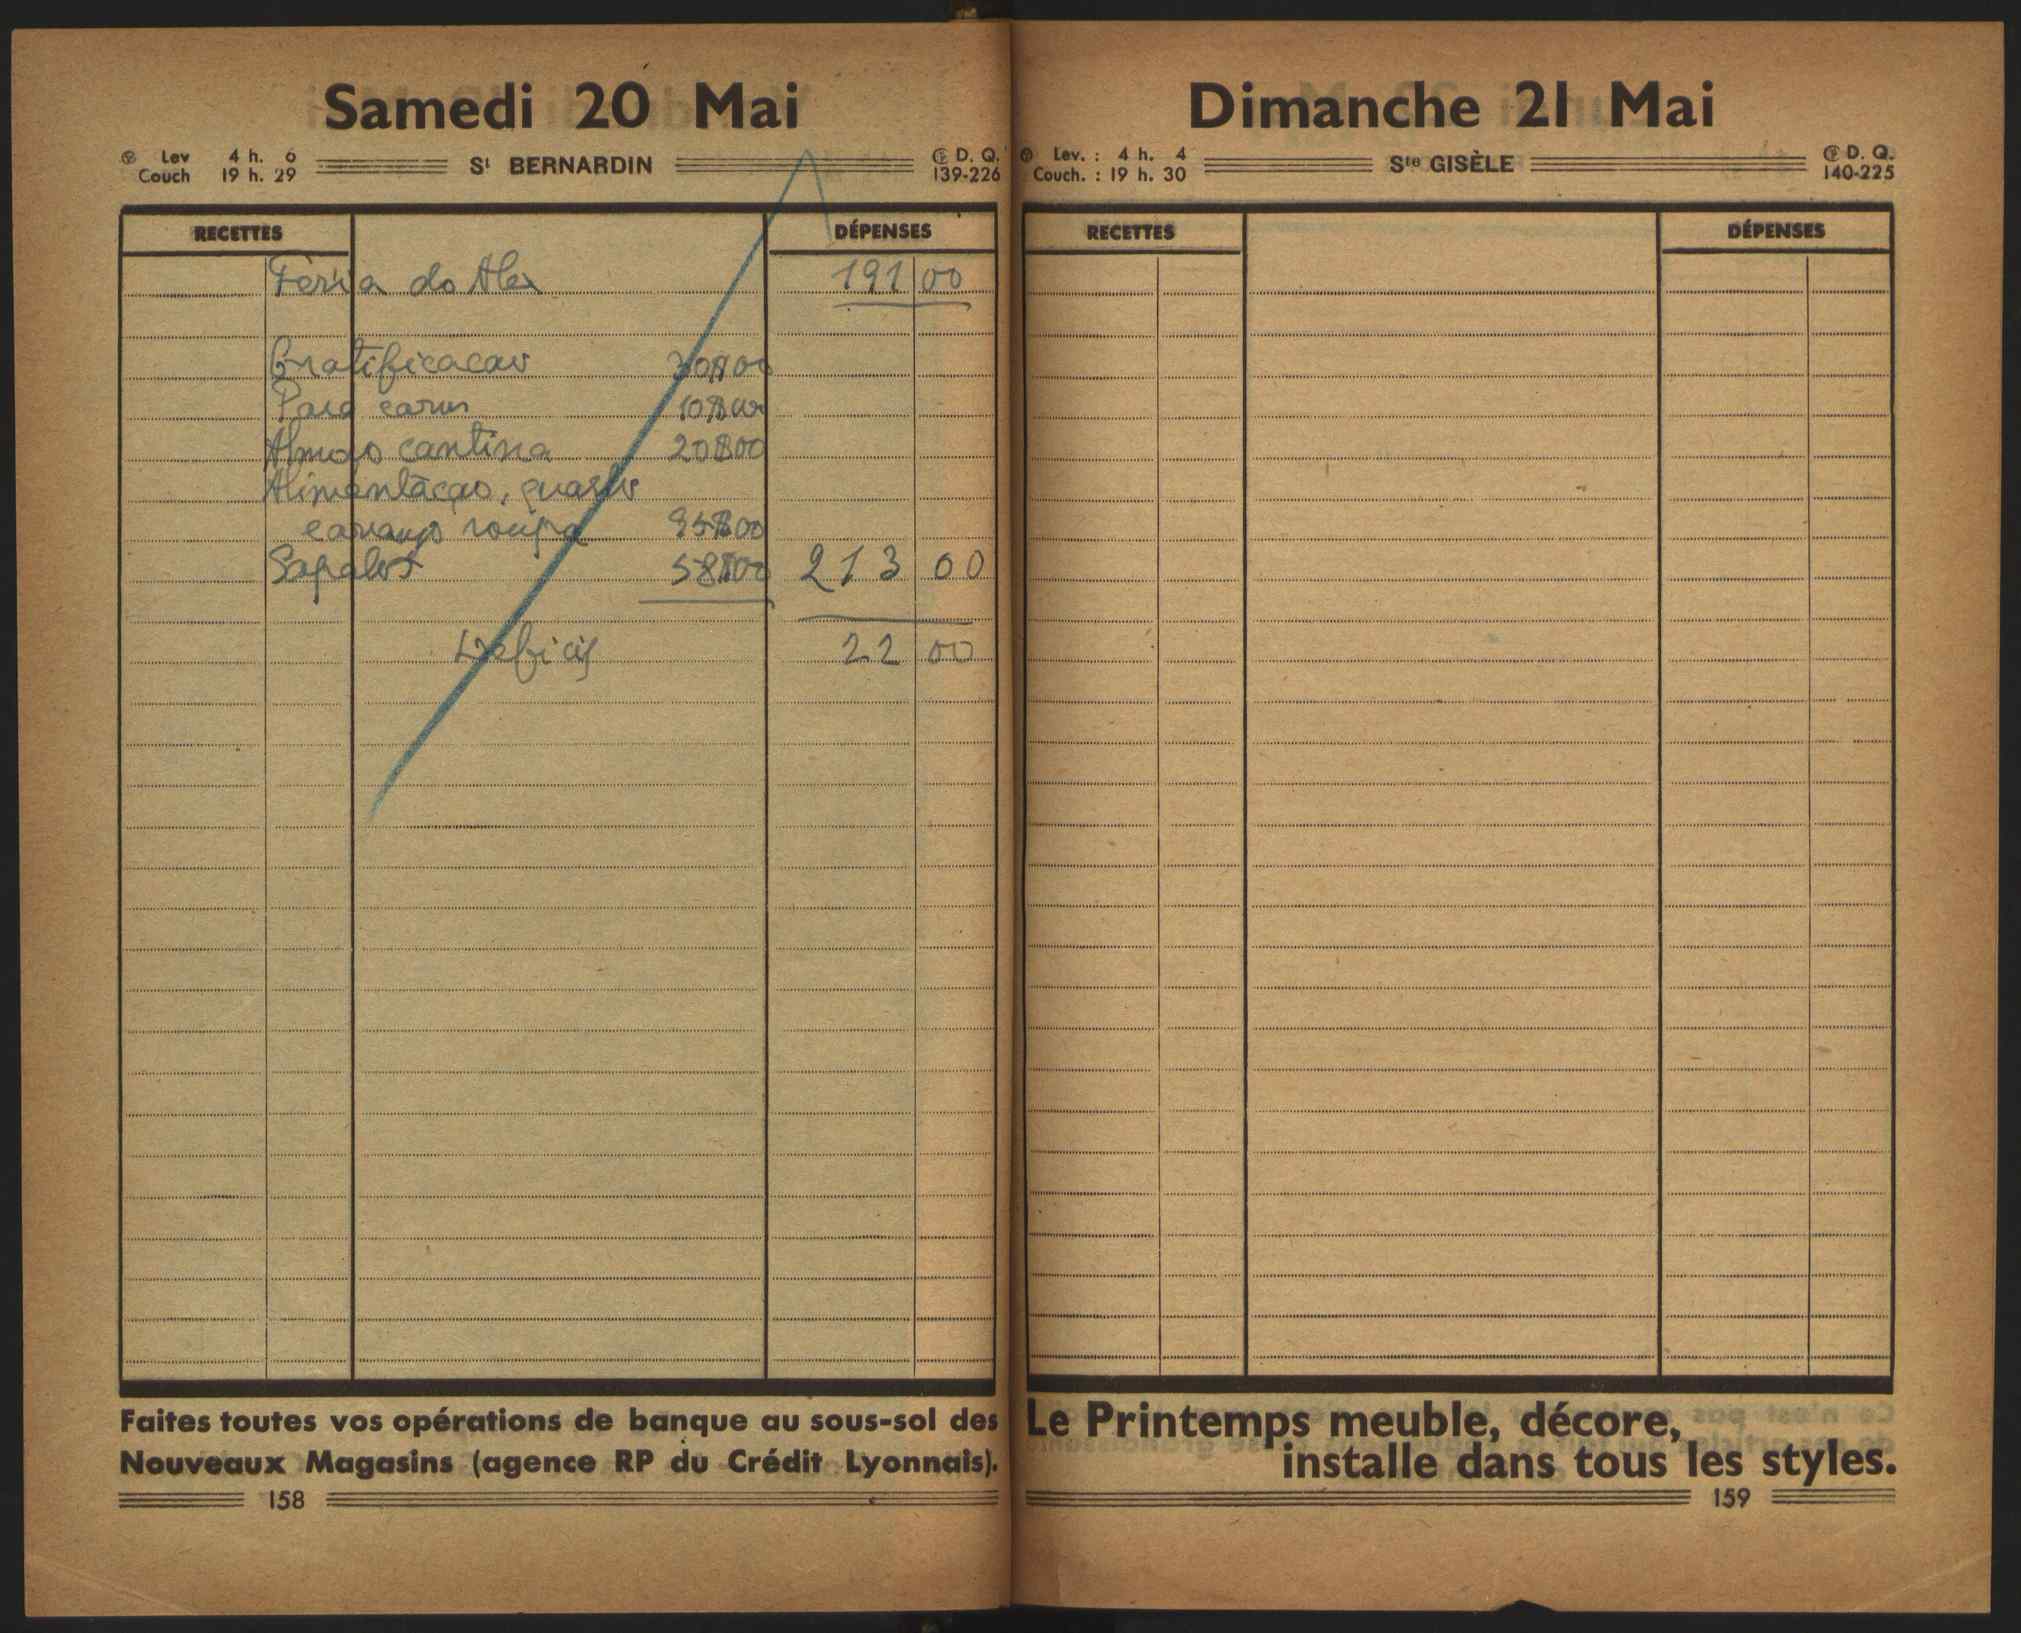 Samedi 20 Mai
Lev 4 h. 6
Couch 19 h. 29
St BERNARDIN
D. Q.
139-226
RECETTES DÉPENSES
Féria do Alex 191 00
Gratificacao 30$00
Para carro 10$00
Almoço cantina 20$00
Alimentação, quarto
e arranjo roupa 95$00
Sapatos 58$00 213 00
Deficit 22 00
Faites toutes vos opérations de banque au sous-sol des
Nouveaux Magasins (agence RP du Crédit Lyonnais).
158
Dimanche 21 Mai
Lev. : 4 h. 4
Couch. : 19 h. 30
Ste GISÈLE
D. Q.
140-225
RECETTES DÉPENSES
Le Printemps meuble, décore,
installe dans tous les styles.
159